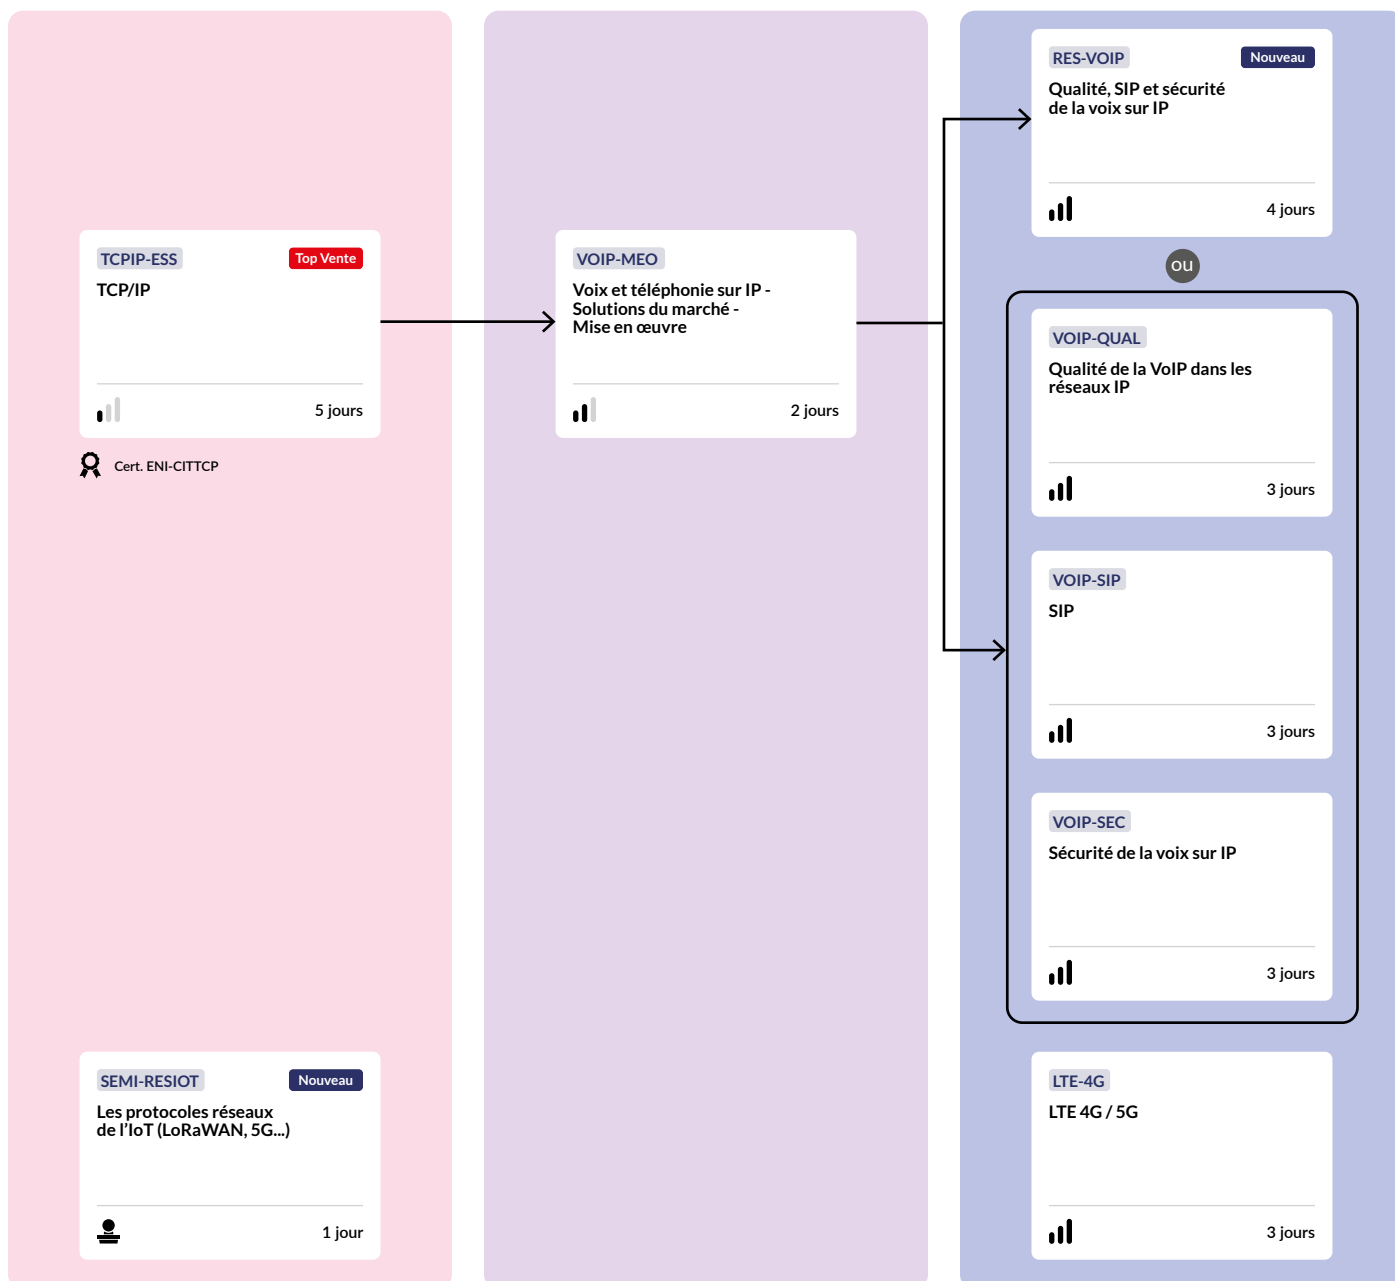 TCPIP-ESS
Top Vente
TCP/IP
5 jours
Cert. ENI-CITTCP
SEMI-RESIOT
Nouveau
Les protocoles réseaux
de l’IoT (LoRaWAN, 5G...)
1 jour
VOIP-MEO
Voix et téléphonie sur IP -
Solutions du marché -
Mise en œuvre
2 jours
RES-VOIP
Nouveau
Qualité, SIP et sécurité
de la voix sur IP
4 jours
ou
VOIP-QUAL
Qualité de la VoIP dans les
réseaux IP
3 jours
VOIP-SIP
SIP
3 jours
VOIP-SEC
Sécurité de la voix sur IP
3 jours
LTE-4G
LTE 4G / 5G
3 jours